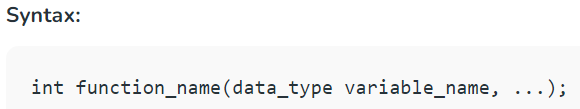 Syntax:
int function_name(data_type variable_name, ...);